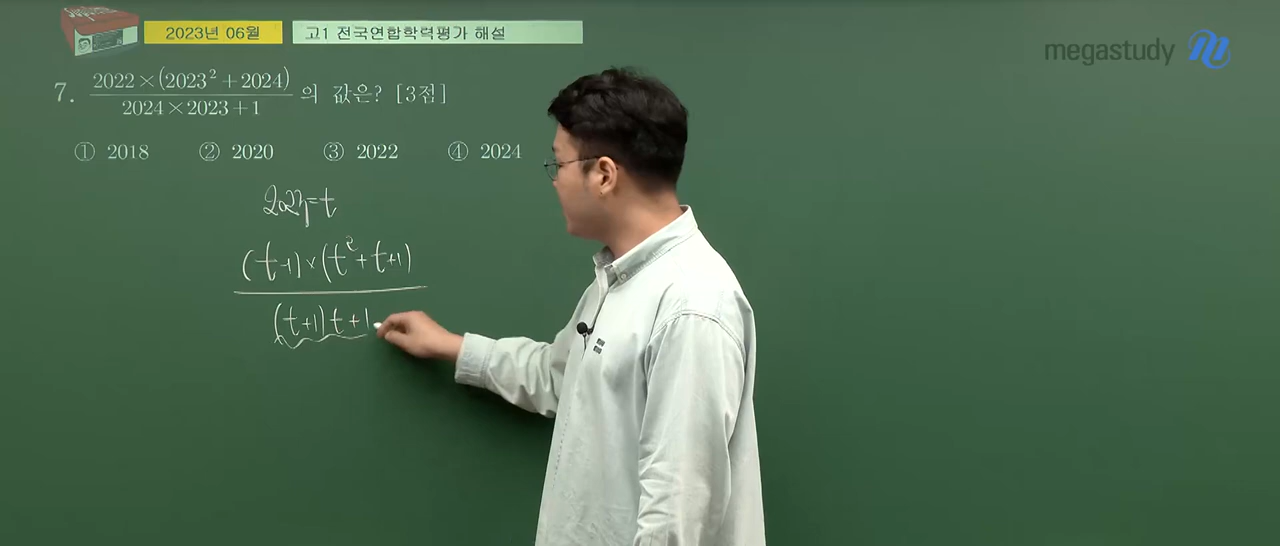 2023년 06월 고1 전국연합학력평가 해설
megastudy
7. 2022×(2023²+2024)
2024×2023+1
의 값은? [3점]
① 2018 ② 2020 ③ 2022 ④ 2024
2023=t
(t-1)×(t²+t+1)
(t+1)t+1